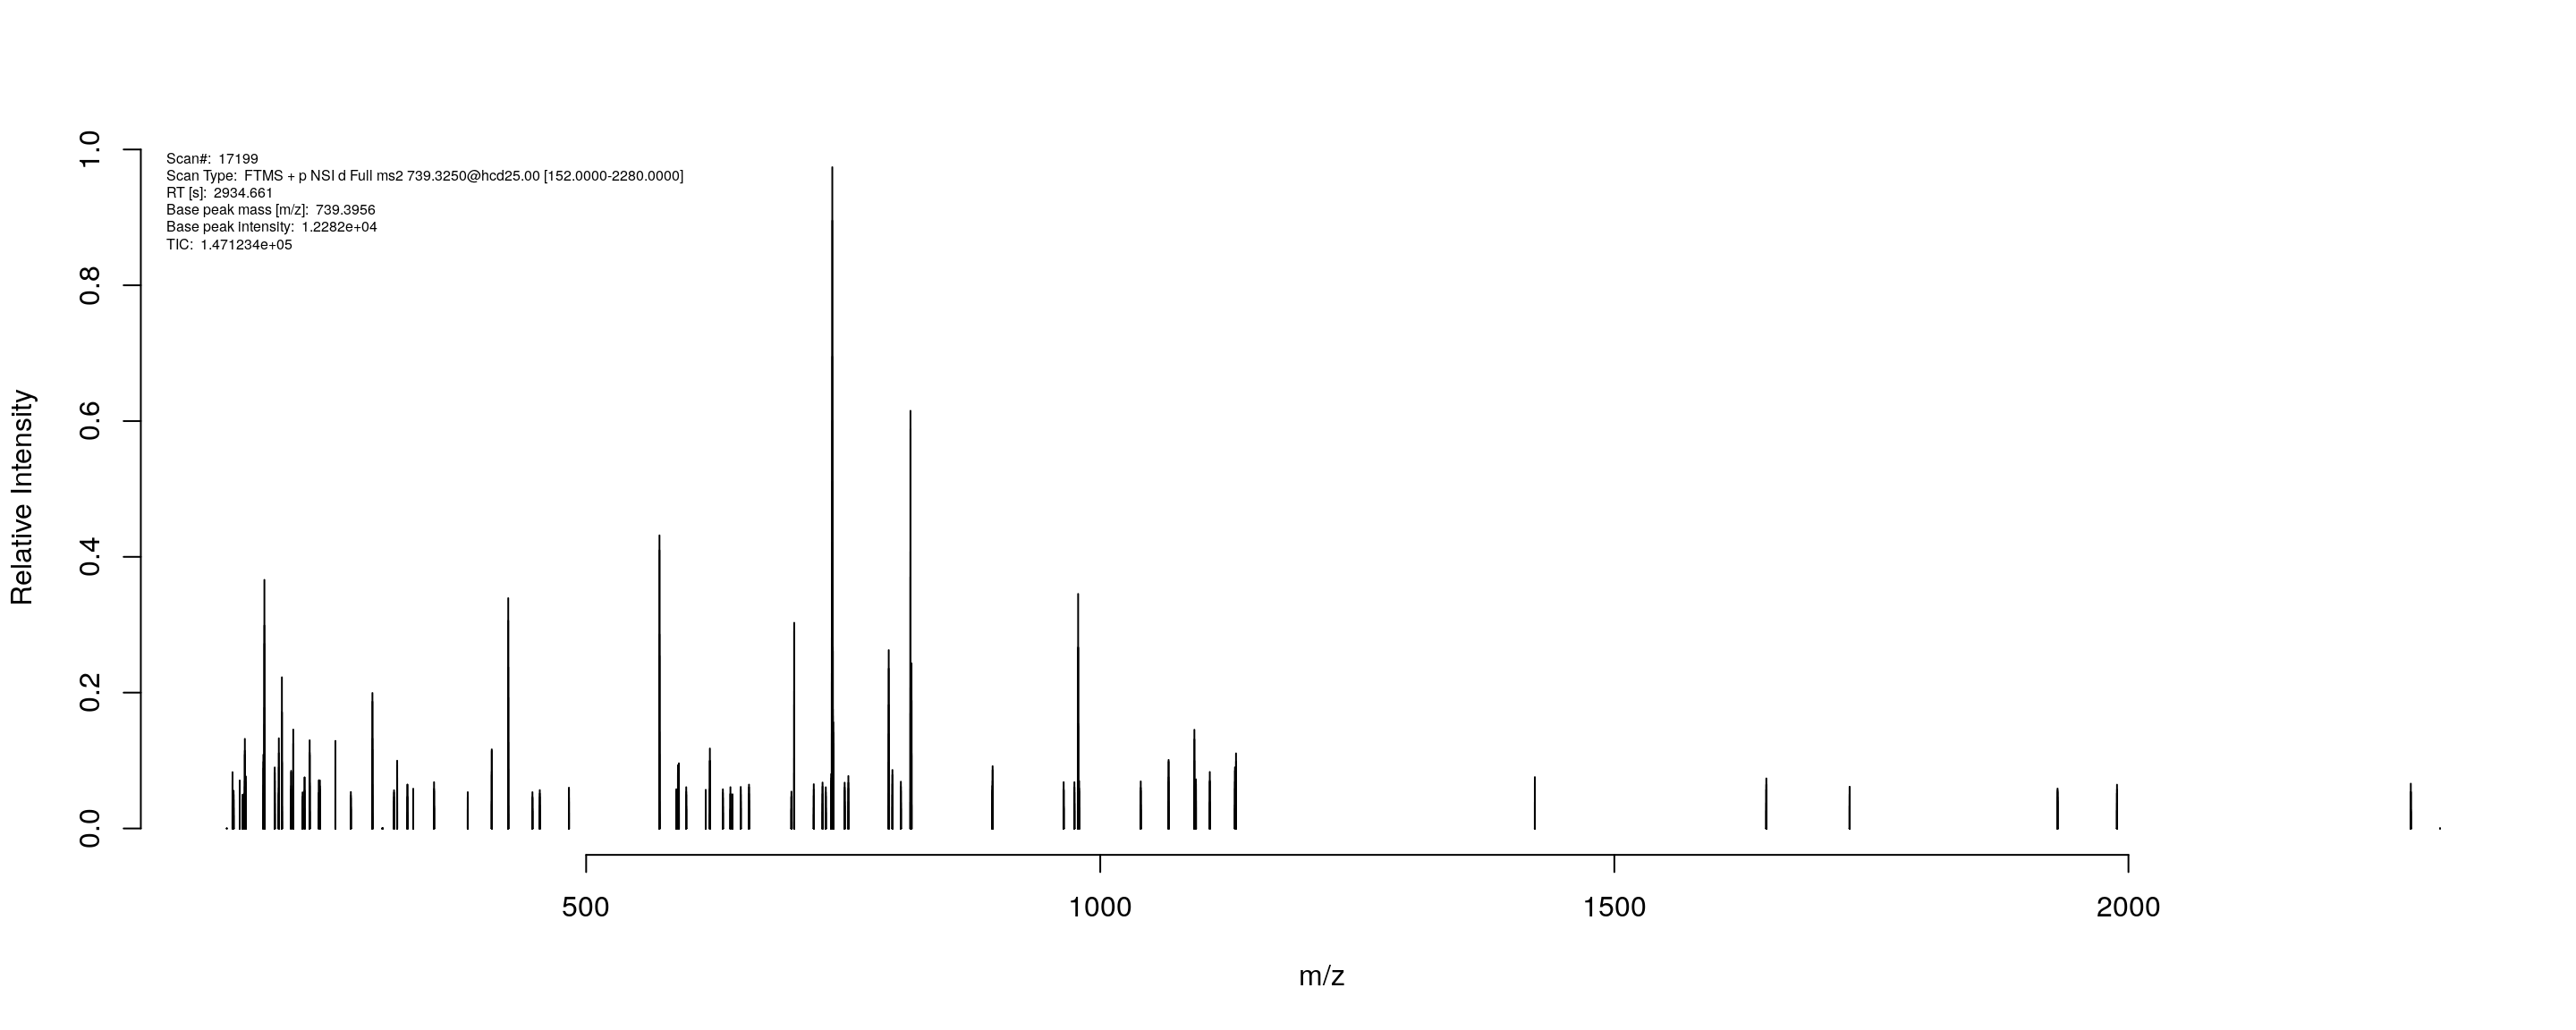 Scan#: 17199
Scan Type: FTMS + p NSI d Full ms2 739.3250@hcd25.00 [152.0000-2280.0000]
RT [s]: 2934.661
Base peak mass [m/z]: 739.3956
Base peak intensity: 1.2282e+04
TIC: 1.471234e+05
Relative Intensity
1.0
0.8
0.6
0.4
0.2
0.0
500 1000 1500 2000
m/z